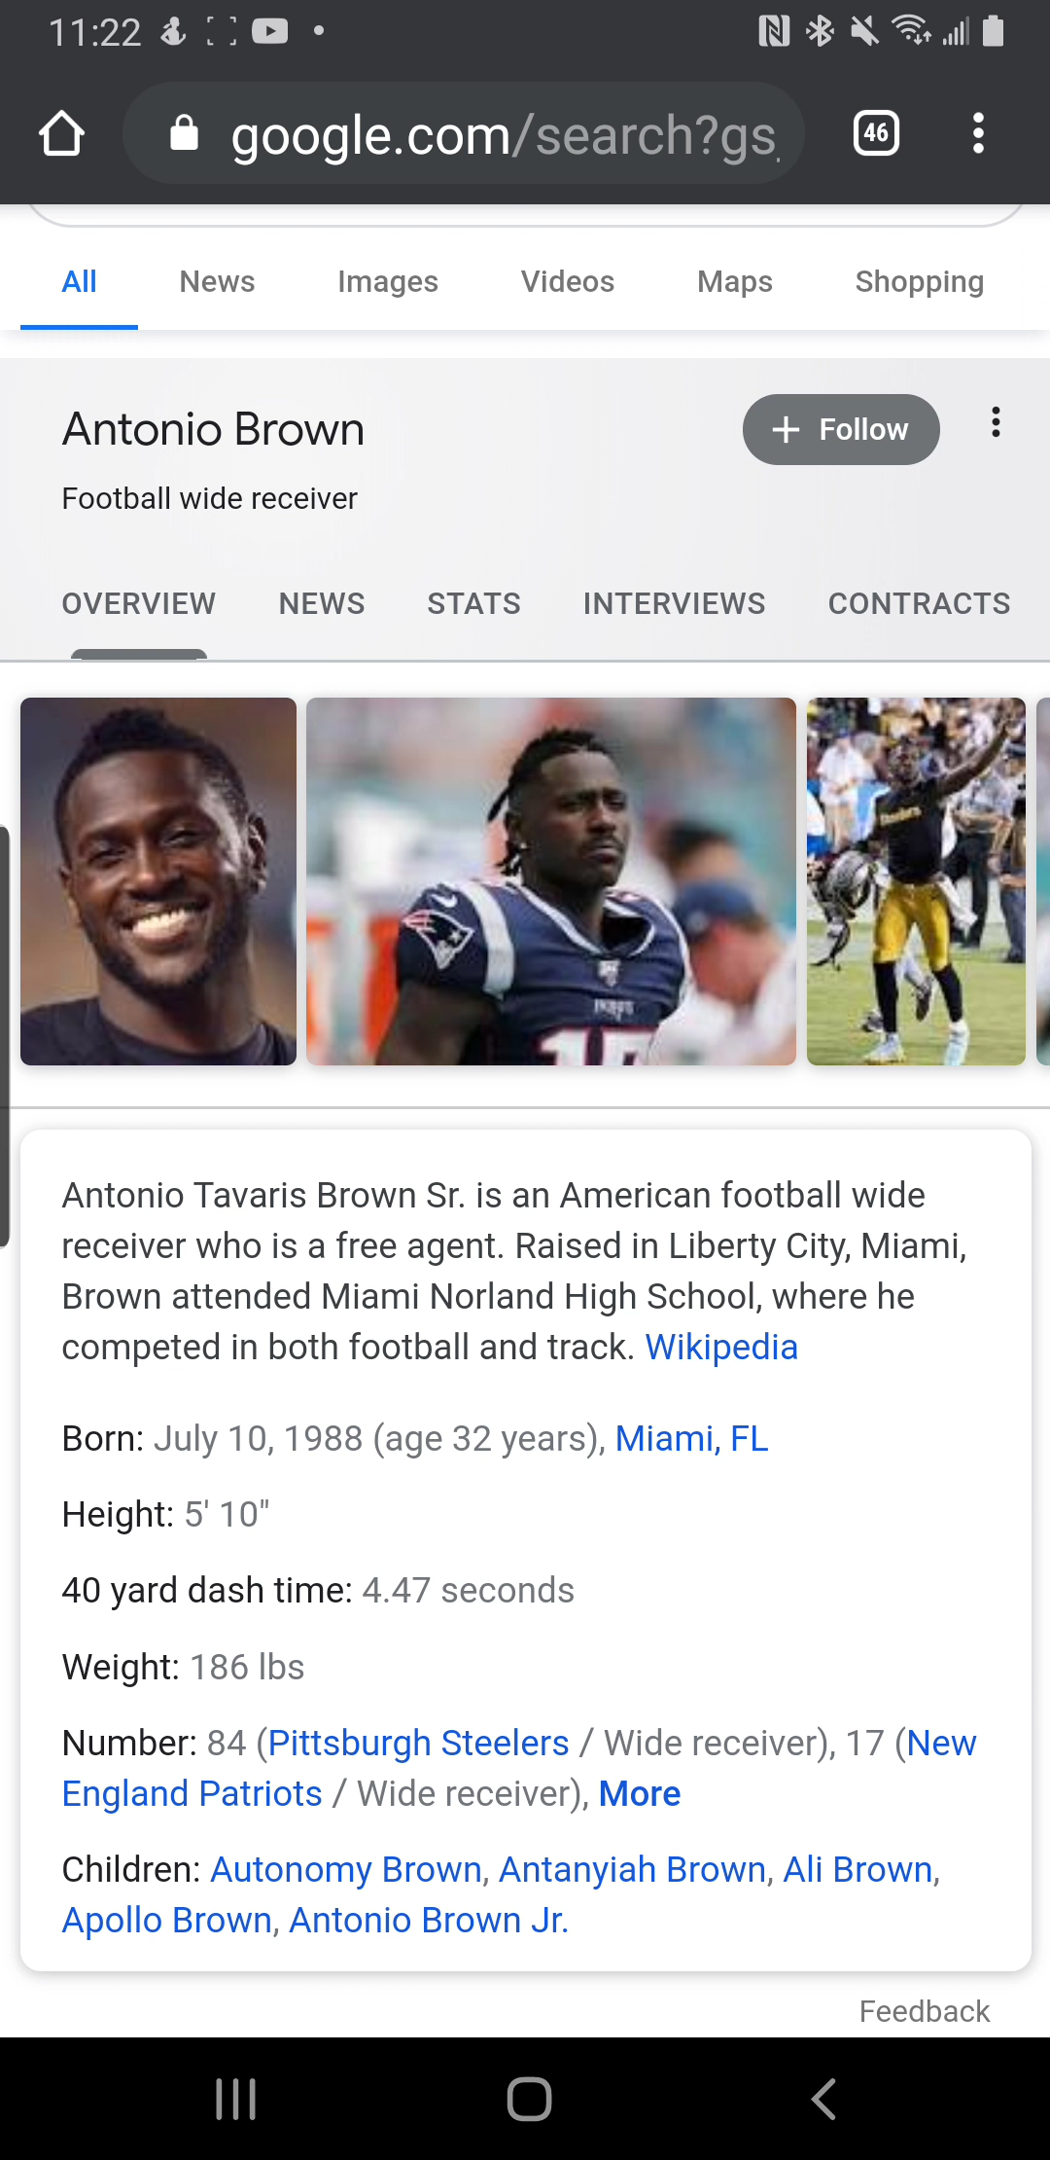 11:22
google.com/search?gs
46
All News Images Videos Maps Shopping
Antonio Brown
+ Follow
Football wide receiver
OVERVIEW NEWS STATS INTERVIEWS CONTRACTS
Steelers
Antonio Tavaris Brown Sr. is an American football wide
receiver who is a free agent. Raised in Liberty City, Miami,
Brown attended Miami Norland High School, where he
competed in both football and track. Wikipedia
Born: July 10, 1988 (age 32 years), Miami, FL
Height: 5' 10"
40 yard dash time: 4.47 seconds
Weight: 186 lbs
Number: 84 (Pittsburgh Steelers / Wide receiver), 17 (New
England Patriots / Wide receiver), More
Children: Autonomy Brown, Antanyiah Brown, Ali Brown,
Apollo Brown, Antonio Brown Jr.
Feedback